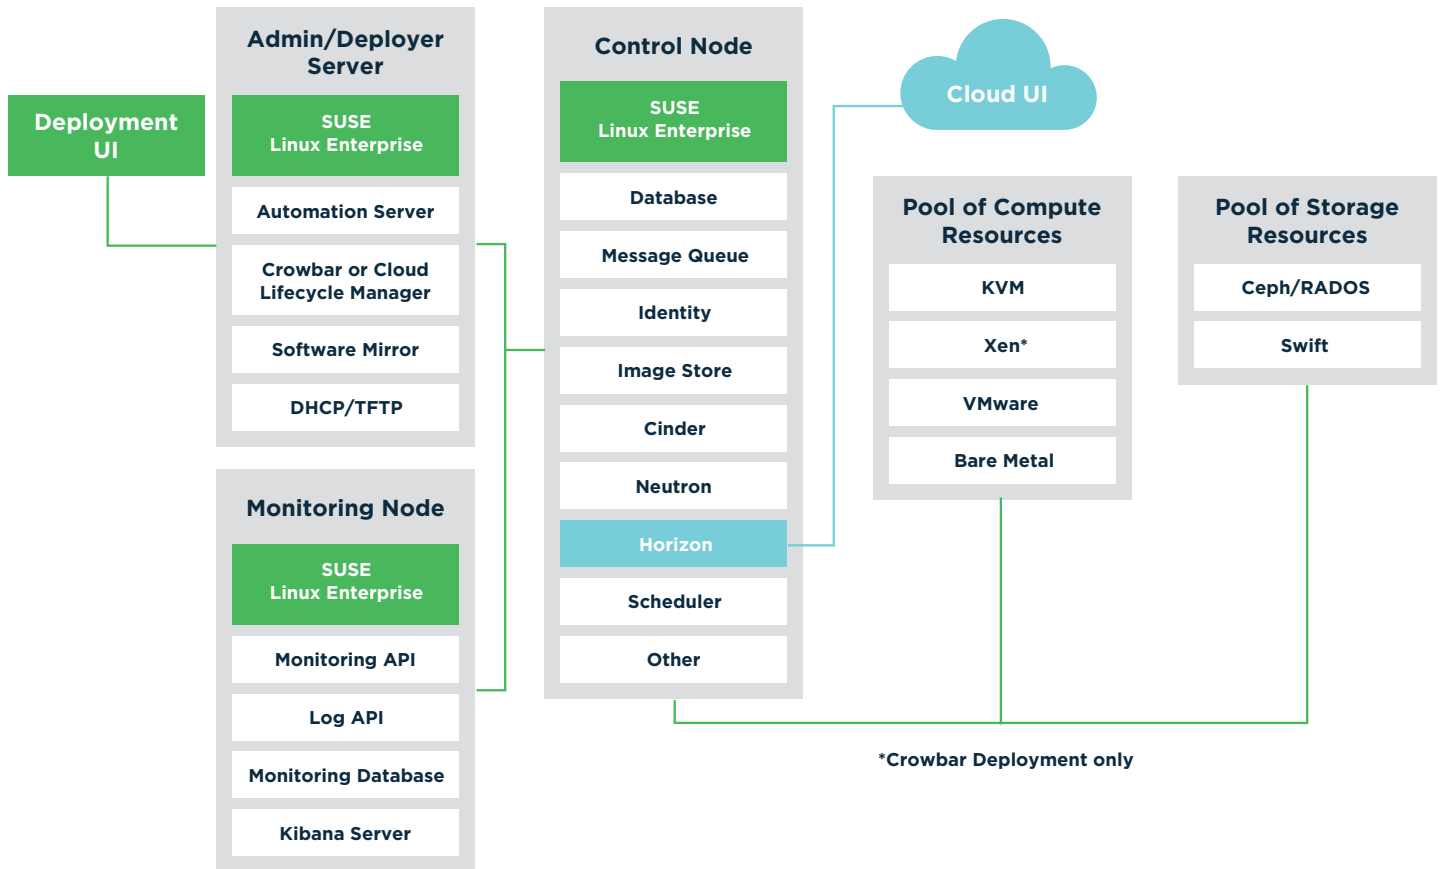 Deployment
UI
Admin/Deployer
Server
SUSE
Linux Enterprise
Automation Server
Crowbar or Cloud
Lifecycle Manager
Software Mirror
DHCP/TFTP
Monitoring Node
SUSE
Linux Enterprise
Monitoring API
Log API
Monitoring Database
Kibana Server
Control Node
SUSE
Linux Enterprise
Database
Message Queue
Identity
Image Store
Cinder
Neutron
Horizon
Scheduler
Other
Cloud UI
Pool of Compute
Resources
KVM
Xen*
VMware
Bare Metal
Pool of Storage
Resources
Ceph/RADOS
Swift
*Crowbar Deployment only